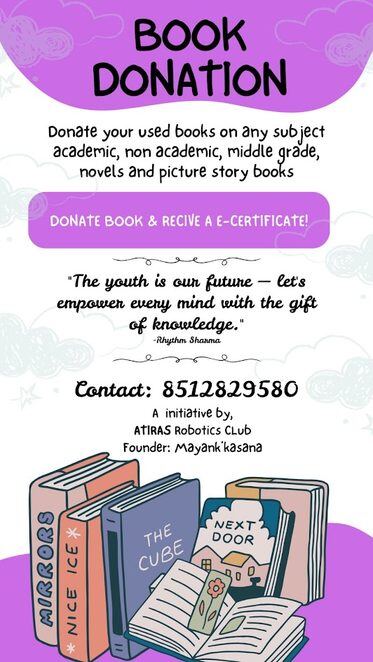 BOOK
DONATION
Donate your used books on any subject
academic, non academic, middle grade,
novels and picture story books
DONATE BOOK & RECIVE A E-CERTIFICATE!
"The youth is our future — let's
empower every mind with the gift
of knowledge."
-Rhythm Sharma
Contact: 8512829580
A initiative by,
ATIRAS Robotics Club
Founder: Mayank'kasana
MIRRORS
NICE ICE
THE
CUBE
NEXT
DOOR